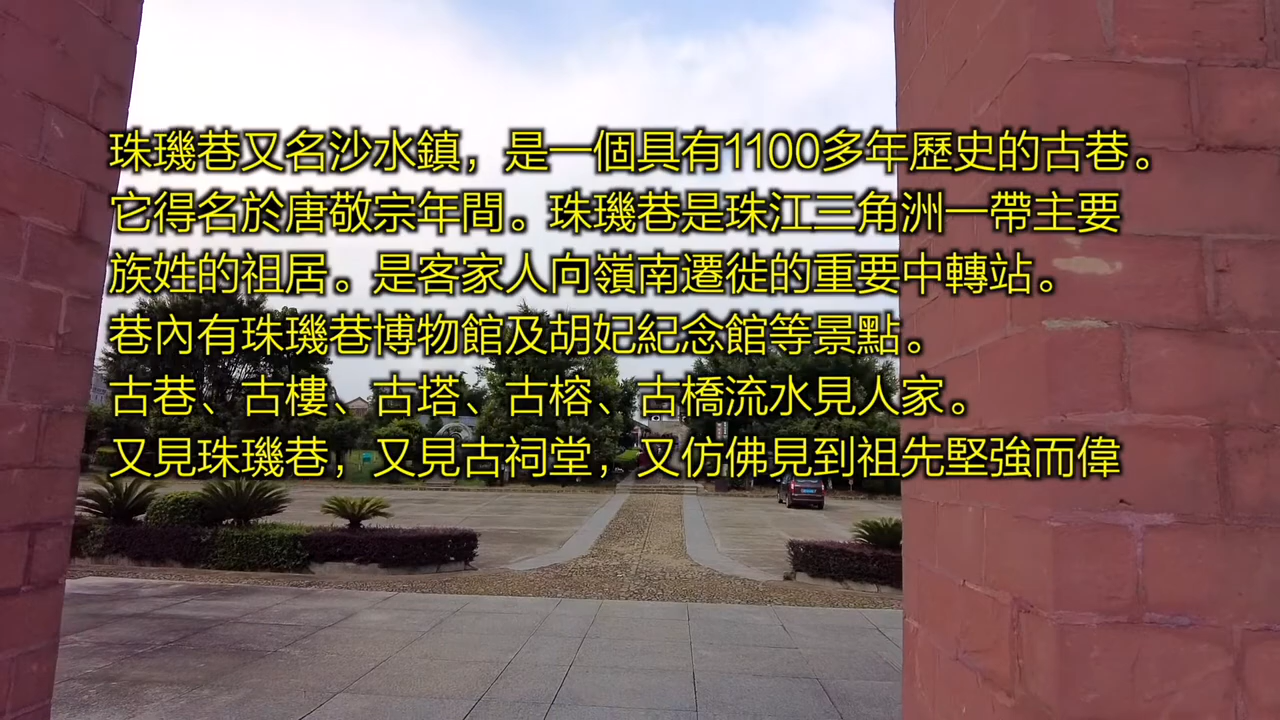 珠璣巷又名沙水鎮，是一個具有1100多年歷史的古巷。
它得名於唐敬宗年間。珠璣巷是珠江三角洲一帶主要
族姓的祖居。是客家人向嶺南遷徙的重要中轉站。
巷內有珠璣巷博物館及胡妃紀念館等景點。
古巷、古樓、古塔、古榕、古橋流水見人家。
又見珠璣巷，又見古祠堂，又仿佛見到祖先堅強而偉